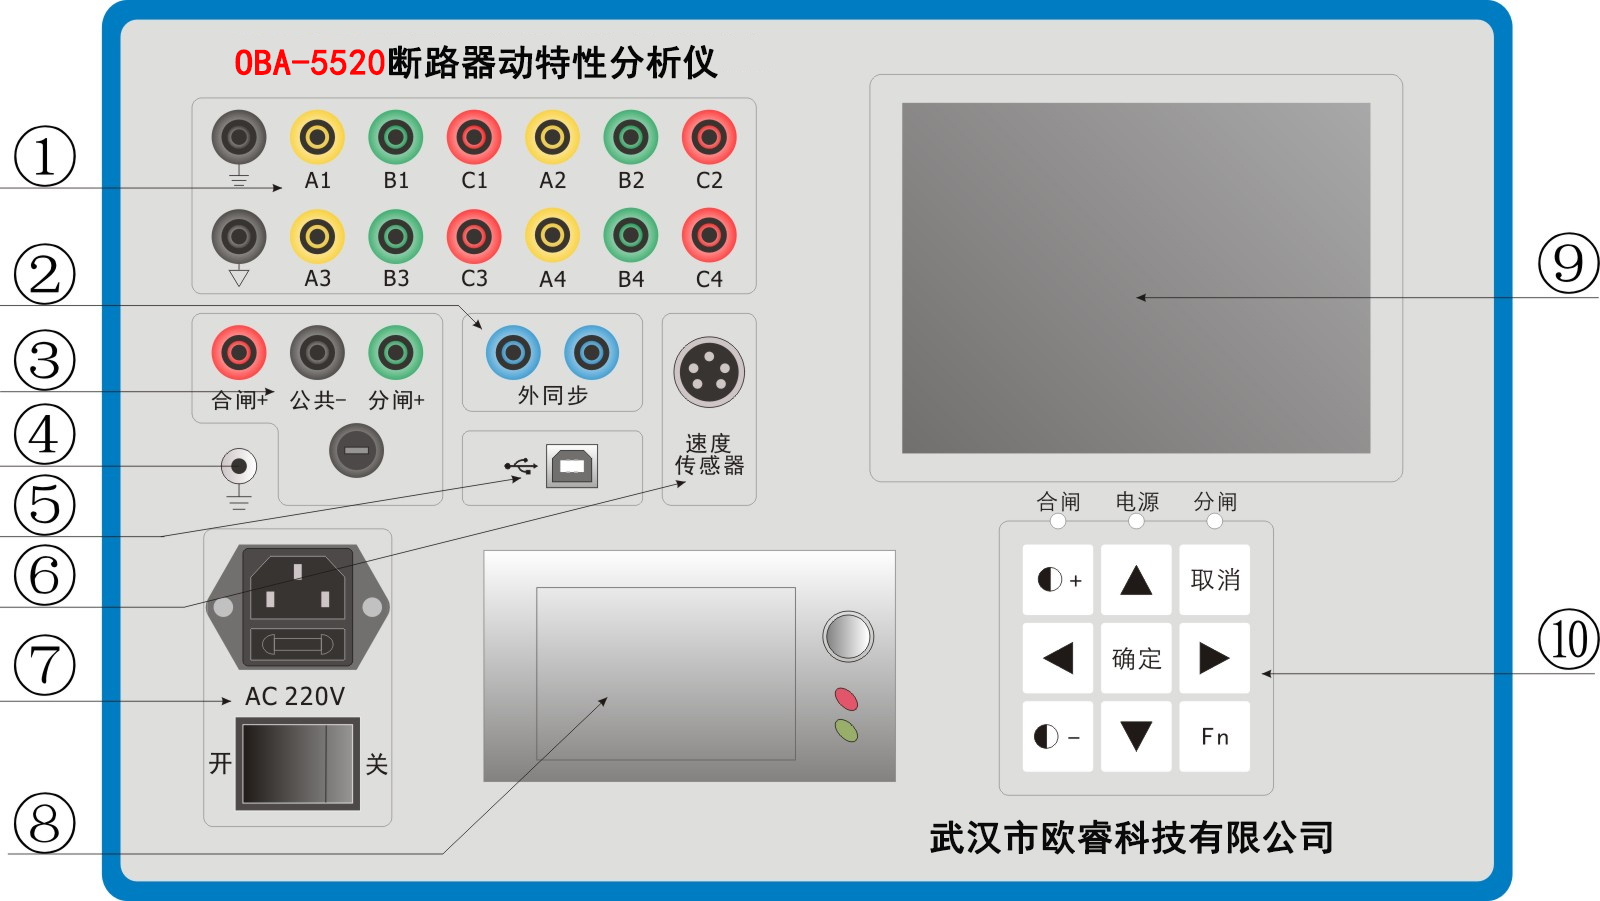 OBA-5520断路器动特性分析仪
①
A1 B1 C1 A2 B2 C2
②
A3 B3 C3 A4 B4 C4
③
合闸+ 公共- 分闸+
外同步
速度
传感器
④
⑤
⑥
⑦
AC 220V
开 关
⑧
⑨
合闸 电源 分闸
+ 取消
确定
- Fn
⑩
武汉市欧睿科技有限公司